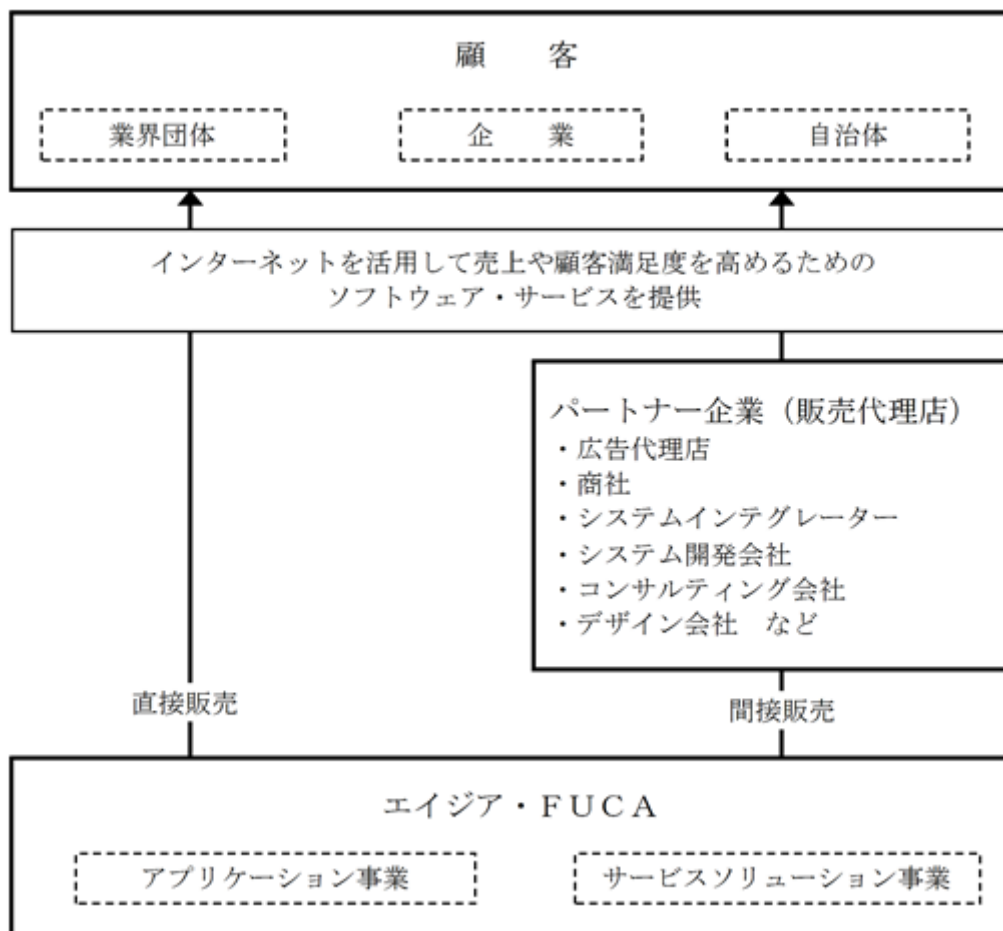 顧　　客
業界団体
企　　業
自治体
インターネットを活用して売上や顧客満足度を高めるための
ソフトウェア・サービスを提供
パートナー企業（販売代理店）
・広告代理店
・商社
・システムインテグレーター
・システム開発会社
・コンサルティング会社
・デザイン会社　など
直接販売
間接販売
エイジア・ＦＵＣＡ
アプリケーション事業
サービスソリューション事業